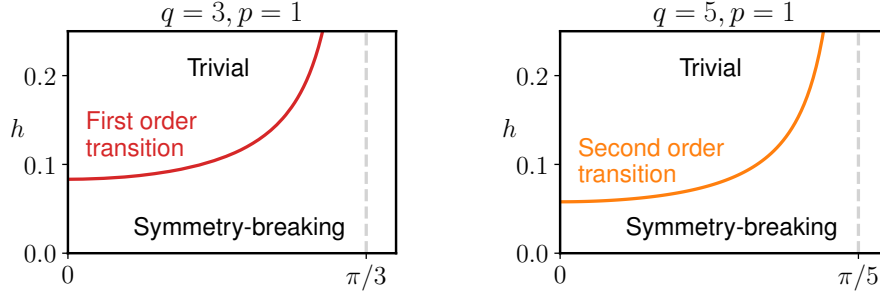 q = 3, p = 1
0.2
0.1
0.0
h
Trivial
First order
transition
Symmetry-breaking
0
π/3
q = 5, p = 1
0.2
0.1
0.0
h
Trivial
Second order
transition
Symmetry-breaking
0
π/5